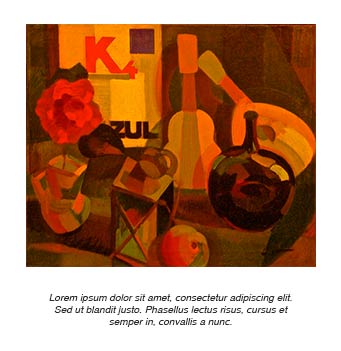 K4
ZUL
Lorem ipsum dolor sit amet, consectetur adipiscing elit.
Sed ut blandit justo. Phasellus lectus risus, cursus et
semper in, convallis a nunc.